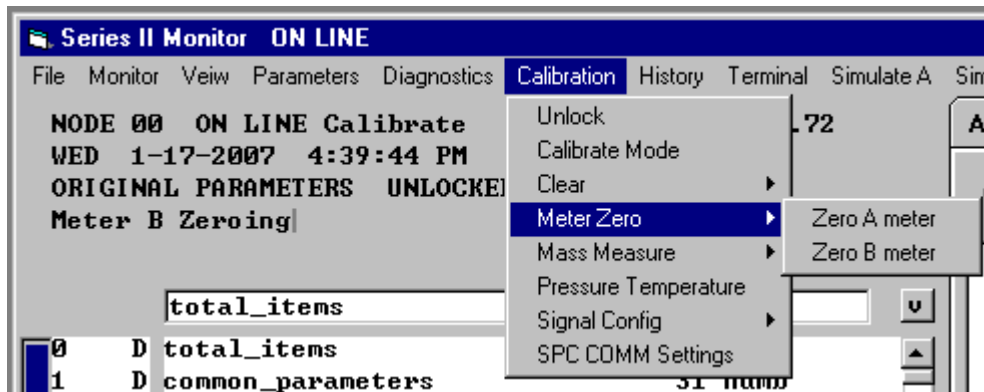 Series II Monitor ON LINE
File Monitor Veiw Parameters Diagnostics Calibration History Terminal Simulate A Sim
NODE 00 ON LINE Calibrate .72
WED 1-17-2007 4:39:44 PM
ORIGINAL PARAMETERS UNLOCKE
Meter B Zeroing
Unlock
Calibrate Mode
Clear
Meter Zero
Mass Measure
Pressure Temperature
Signal Config
SPC COMM Settings
Zero A meter
Zero B meter
A
total_items
0 D total_items
1 D common_parameters 31 numb